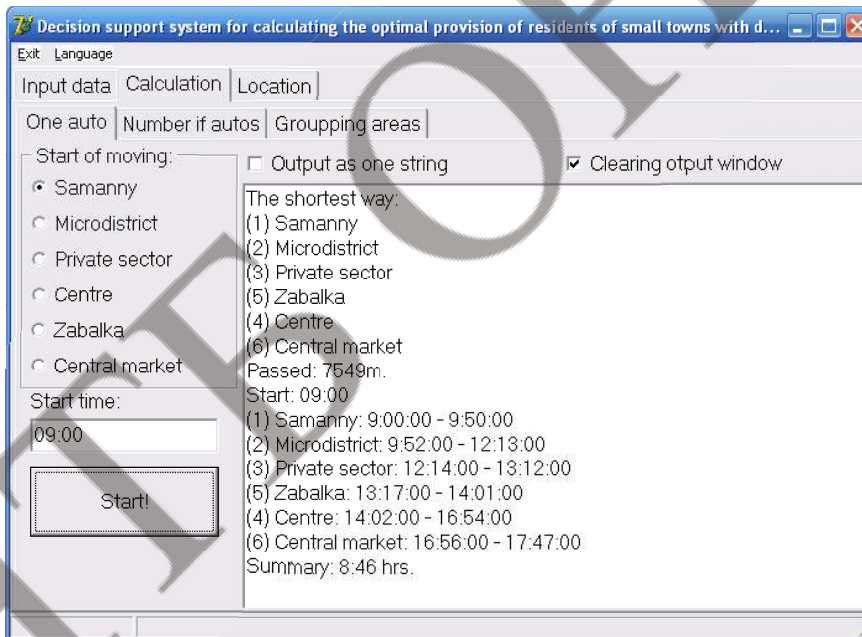 Decision support system for calculating the optimal provision of residents of small towns with d...
Exit Language
Input data Calculation Location
One auto Number if autos Groupping areas
Start of moving:
Samanny
Microdistrict
Private sector
Centre
Zabalka
Central market
Start time:
09:00
Start!
Output as one string Clearing otput window
The shortest way:
(1) Samanny
(2) Microdistrict
(3) Private sector
(5) Zabalka
(4) Centre
(6) Central market
Passed: 7549m.
Start: 09:00
(1) Samanny: 9:00:00 - 9:50:00
(2) Microdistrict: 9:52:00 - 12:13:00
(3) Private sector: 12:14:00 - 13:12:00
(5) Zabalka: 13:17:00 - 14:01:00
(4) Centre: 14:02:00 - 16:54:00
(6) Central market: 16:56:00 - 17:47:00
Summary: 8:46 hrs.